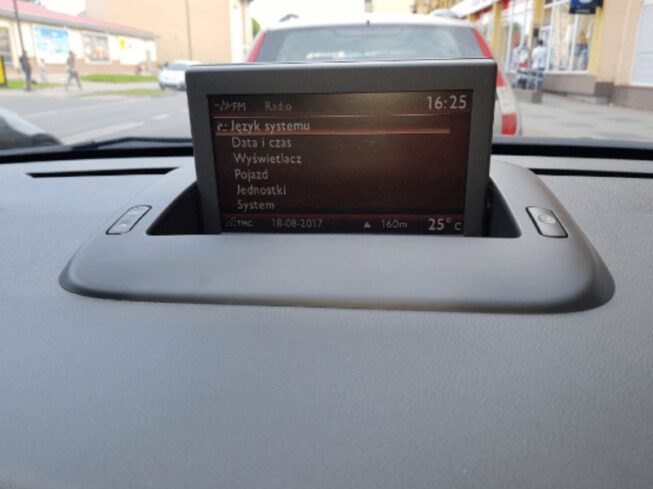 FM Radio 16:25
Język systemu
Data i czas
Wyświetlacz
Pojazd
Jednostki
System
TMC 18-08-2017 ▲ 160m 25° C